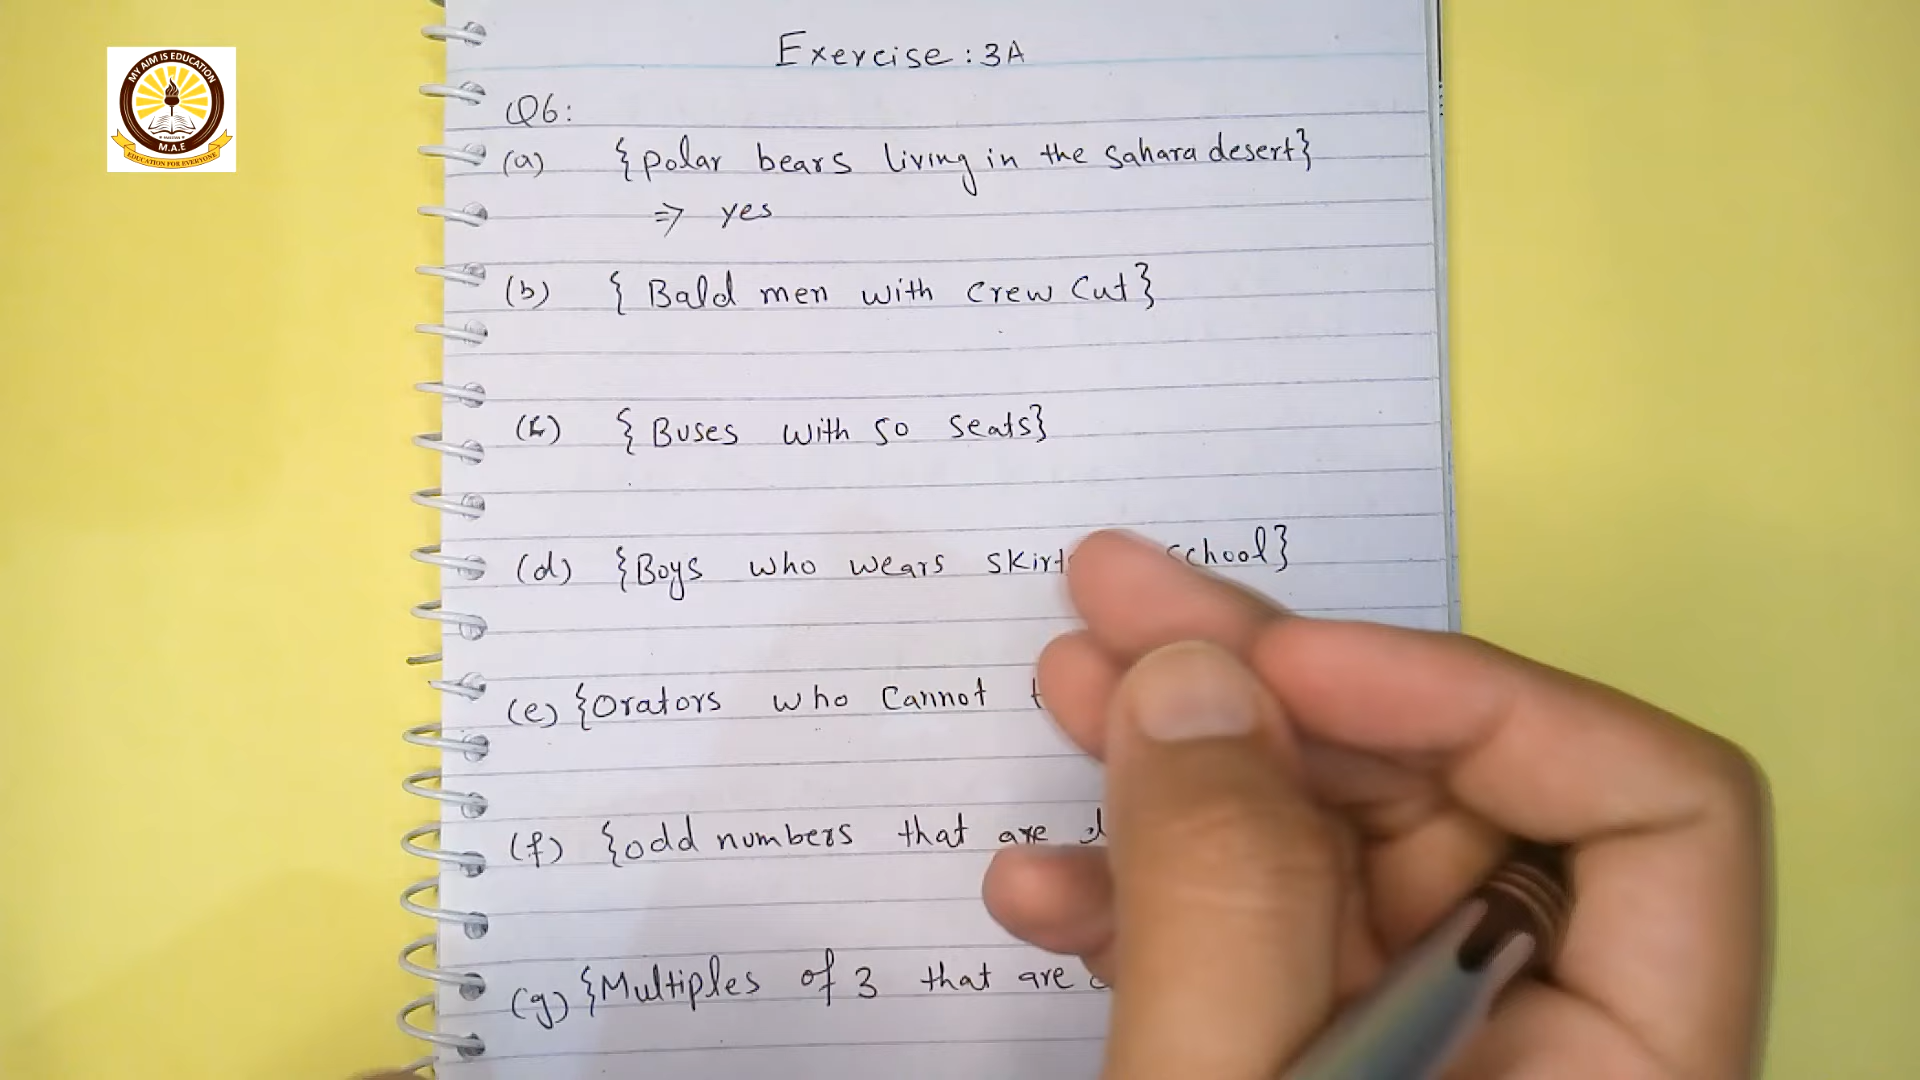 MY AIM IS EDUCATION
M.A.E
EDUCATION FOR EVERYONE
Exercise : 3A
Q6:
(a) {polar bears living in the sahara desert}
=> yes
(b) { Bald men with crew cut}
{ Buses with 50 seats}
(d) {Boys who wears skirts school}
(e) {Orators who cannot
(f) {odd numbers that are
(g) {Multiples of 3 that are